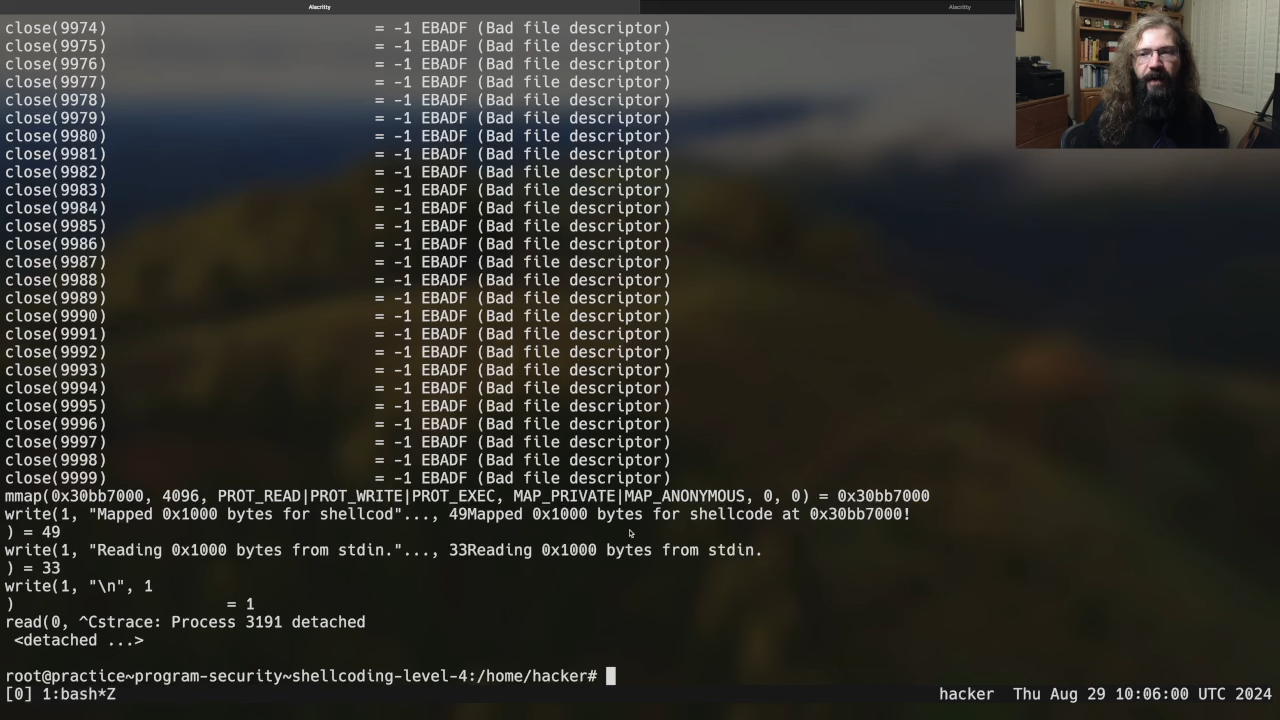 Alacritty
Alacritty
close(9974) = -1 EBADF (Bad file descriptor)
close(9975) = -1 EBADF (Bad file descriptor)
close(9976) = -1 EBADF (Bad file descriptor)
close(9977) = -1 EBADF (Bad file descriptor)
close(9978) = -1 EBADF (Bad file descriptor)
close(9979) = -1 EBADF (Bad file descriptor)
close(9980) = -1 EBADF (Bad file descriptor)
close(9981) = -1 EBADF (Bad file descriptor)
close(9982) = -1 EBADF (Bad file descriptor)
close(9983) = -1 EBADF (Bad file descriptor)
close(9984) = -1 EBADF (Bad file descriptor)
close(9985) = -1 EBADF (Bad file descriptor)
close(9986) = -1 EBADF (Bad file descriptor)
close(9987) = -1 EBADF (Bad file descriptor)
close(9988) = -1 EBADF (Bad file descriptor)
close(9989) = -1 EBADF (Bad file descriptor)
close(9990) = -1 EBADF (Bad file descriptor)
close(9991) = -1 EBADF (Bad file descriptor)
close(9992) = -1 EBADF (Bad file descriptor)
close(9993) = -1 EBADF (Bad file descriptor)
close(9994) = -1 EBADF (Bad file descriptor)
close(9995) = -1 EBADF (Bad file descriptor)
close(9996) = -1 EBADF (Bad file descriptor)
close(9997) = -1 EBADF (Bad file descriptor)
close(9998) = -1 EBADF (Bad file descriptor)
close(9999) = -1 EBADF (Bad file descriptor)
mmap(0x30bb7000, 4096, PROT_READ|PROT_WRITE|PROT_EXEC, MAP_PRIVATE|MAP_ANONYMOUS, 0, 0) = 0x30bb7000
write(1, "Mapped 0x1000 bytes for shellcod"..., 49Mapped 0x1000 bytes for shellcode at 0x30bb7000!
) = 49
write(1, "Reading 0x1000 bytes from stdin."..., 33Reading 0x1000 bytes from stdin.
) = 33
write(1, "\n", 1
) = 1
read(0, ^Cstrace: Process 3191 detached
<detached ...>
root@practice~program-security~shellcoding-level-4:/home/hacker#
[0] 1:bash*Z hacker Thu Aug 29 10:06:00 UTC 2024